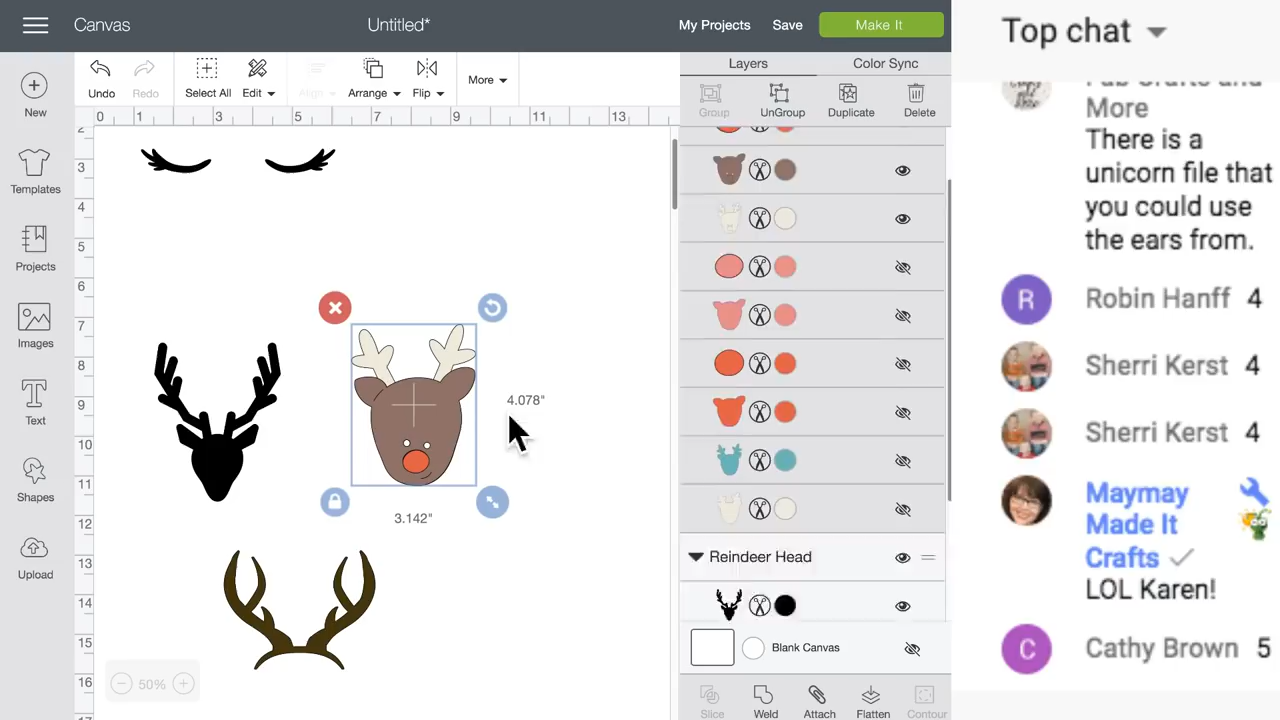 Canvas
Untitled*
My Projects
Save
Make It
New
Templates
Projects
Images
Text
Shapes
Upload
Undo
Redo
Select All
Edit
Align
Arrange
Flip
More
0 1 3 5 7 9 11 13
2
3
4
5
6
7
8
9
10
11
12
13
14
15
16
4.078"
3.142"
50%
Layers
Color Sync
Group
UnGroup
Duplicate
Delete
Reindeer Head
Blank Canvas
Slice
Weld
Attach
Flatten
Contour
Top chat
Fab Crafts and
More
There is a
unicorn file that
you could use
the ears from.
R
Robin Hanff 4
Sherri Kerst 4
Sherri Kerst 4
Maymay
Made It
Crafts
LOL Karen!
C
Cathy Brown 5